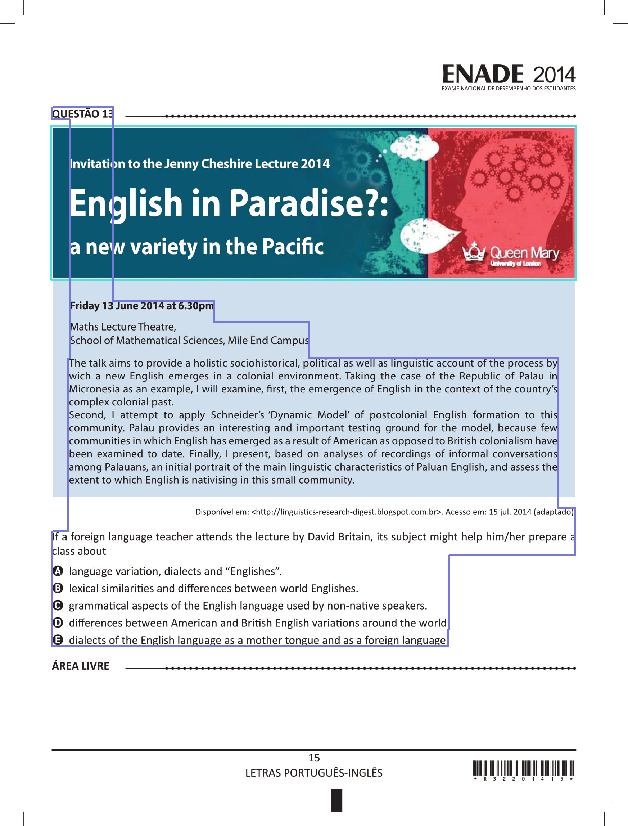 ENADE 2014
EXAME NACIONAL DE DESEMPENHO DOS ESTUDANTES
QUESTÃO 13
Invitation to the Jenny Cheshire Lecture 2014
English in Paradise?:
a new variety in the Pacific
Queen Mary
University of London
Friday 13 June 2014 at 6.30pm
Maths Lecture Theatre,
School of Mathematical Sciences, Mile End Campus
The talk aims to provide a holistic sociohistorical, political as well as linguistic account of the process by
wich a new English emerges in a colonial environment. Taking the case of the Republic of Palau in
Micronesia as an example, I will examine, first, the emergence of English in the context of the country's
complex colonial past.
Second, I attempt to apply Schneider's 'Dynamic Model' of postcolonial English formation to this
community. Palau provides an interesting and important testing ground for the model, because few
communities in which English has emerged as a result of American as opposed to British colonialism have
been examined to date. Finally, I present, based on analyses of recordings of informal conversations
among Palauans, an initial portrait of the main linguistic characteristics of Paluan English, and assess the
extent to which English is nativising in this small community.
Disponível em: <http://linguistics-research-digest.blogspot.com.br>. Acesso em: 15 jul. 2014 (adaptado)
If a foreign language teacher attends the lecture by David Britain, its subject might help him/her prepare a
class about
A language variation, dialects and “Englishes”.
B lexical similarities and differences between world Englishes.
C grammatical aspects of the English language used by non-native speakers.
D differences between American and British English variations around the world
E dialects of the English language as a mother tongue and as a foreign language
ÁREA LIVRE
15
LETRAS PORTUGUÊS-INGLÊS
*R32201415*